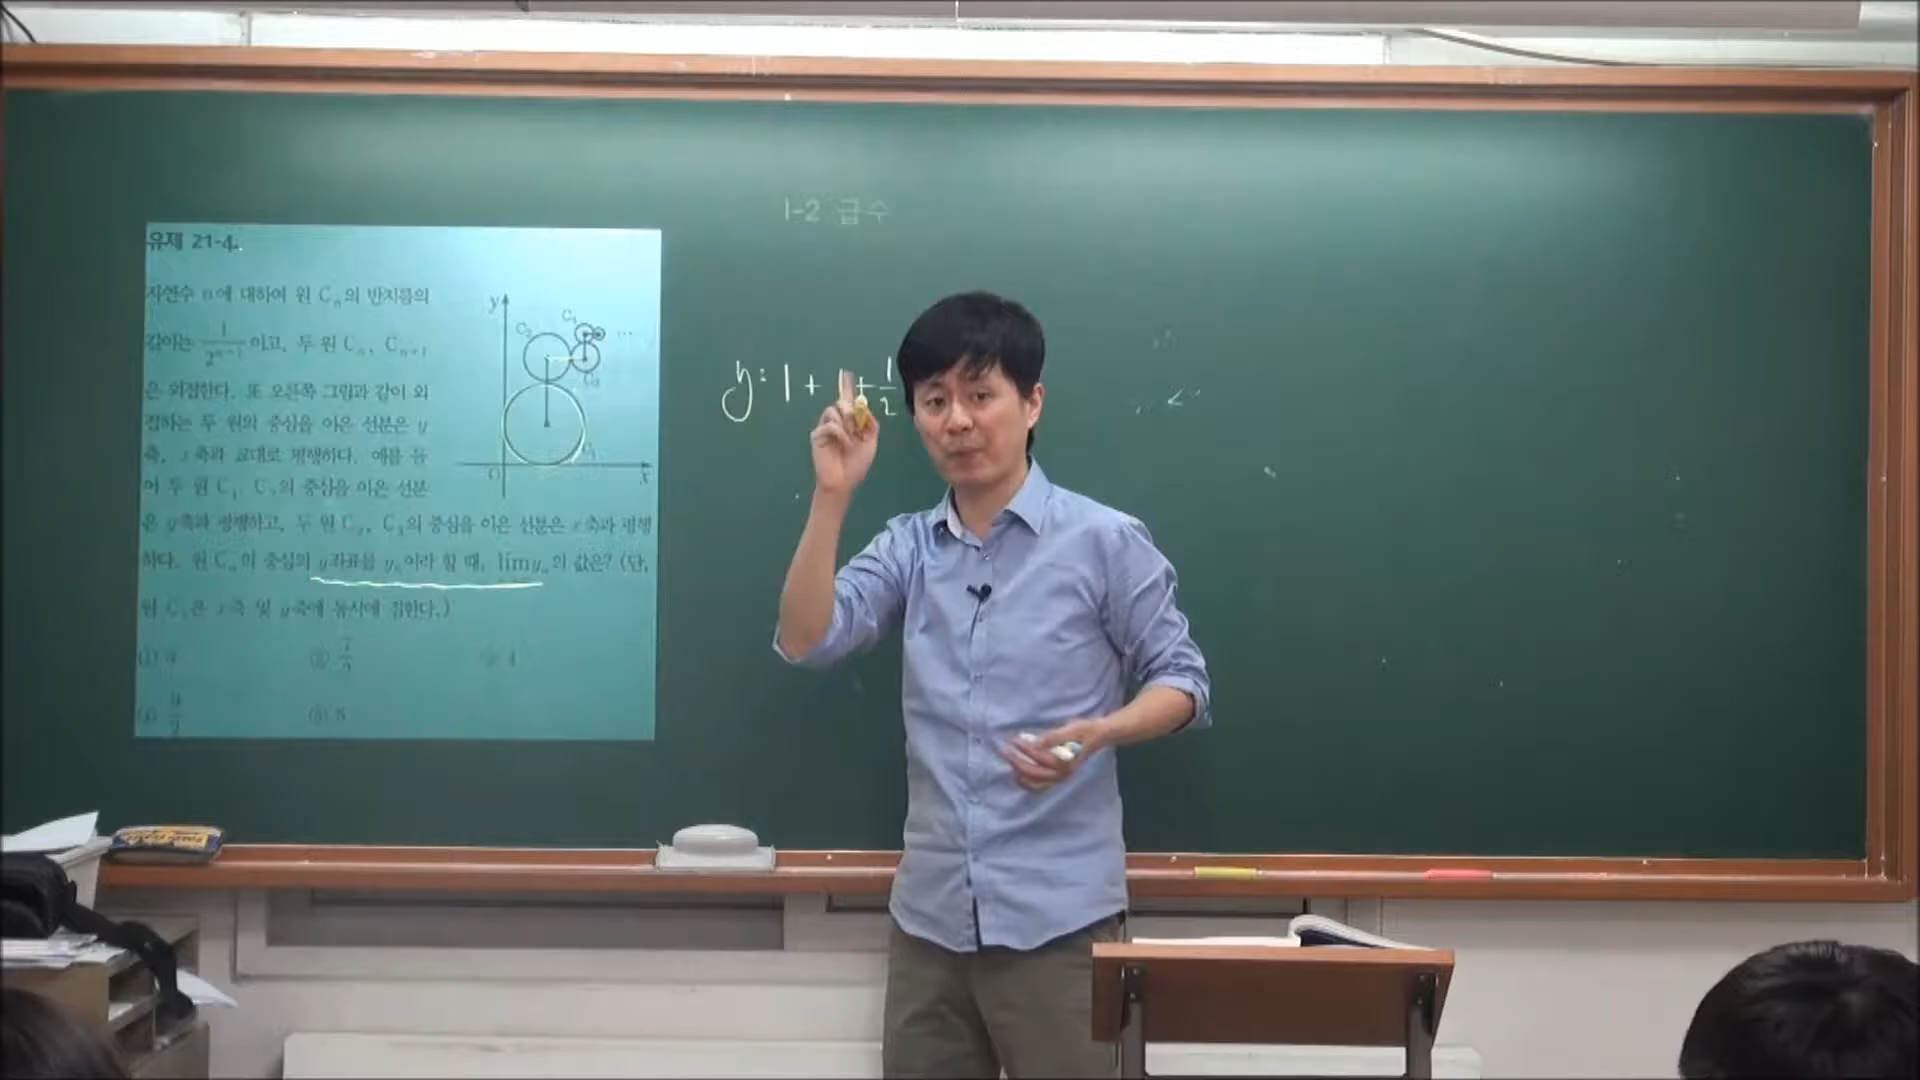 1-2 급수
유제 21-4.
자연수 n에 대하여 원 Cₙ의 반지름의
길이는 1/2ⁿ⁻¹ 이고, 두 원 Cₙ, Cₙ₊₁
은 외접한다. 또 오른쪽 그림과 같이 외
접하는 두 원의 중심을 이은 선분은 y
축, x축과 교대로 평행하다. 예를 들
어 두 원 C₁, C₂의 중심을 이은 선분
은 y축과 평행하고, 두 원 C₂, C₃의 중심을 이은 선분은 x축과 평행
하다. 원 Cₙ의 중심의 y좌표를 yₙ이라 할 때, lim yₙ의 값은? (단,
원 C₁은 x축 및 y축에 동시에 접한다.)
③ 4
⑤ 5
y
C₂
C₃
C₁
O
x
...
y: 1 + 1 + 1/2